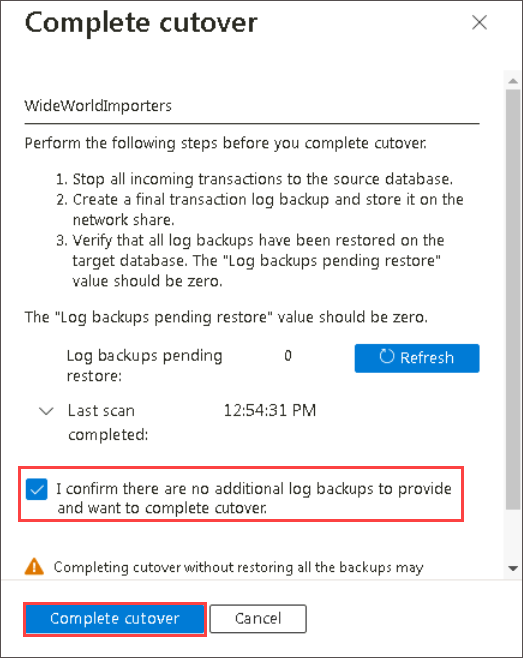 Complete cutover
WideWorldImporters
Perform the following steps before you complete cutover.
1. Stop all incoming transactions to the source database.
2. Create a final transaction log backup and store it on the
network share.
3. Verify that all log backups have been restored on the
target database. The "Log backups pending restore"
value should be zero.
The "Log backups pending restore" value should be zero.
Log backups pending 0 Refresh
restore:
Last scan 12:54:31 PM
completed:
I confirm there are no additional log backups to provide
and want to complete cutover.
Completing cutover without restoring all the backups may
Complete cutover Cancel